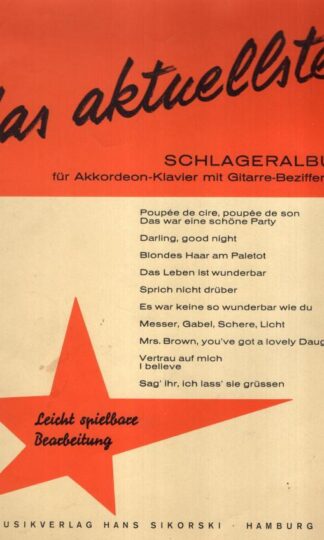 das aktuellste
SCHLAGERALBU
für Akkordeon-Klavier mit Gitarre-Beziffer
Poupée de cire, poupée de son
Das war eine schöne Party
Darling, good night
Blondes Haar am Paletot
Das Leben ist wunderbar
Sprich nicht drüber
Es war keine so wunderbar wie du
Messer, Gabel, Schere, Licht
Mrs. Brown, you've got a lovely Daug
Vertrau auf mich
I believe
Sag' ihr, ich lass' sie grüssen
Leicht spielbare
Bearbeitung
USIKVERLAG HANS SIKORSKI · HAMBURG